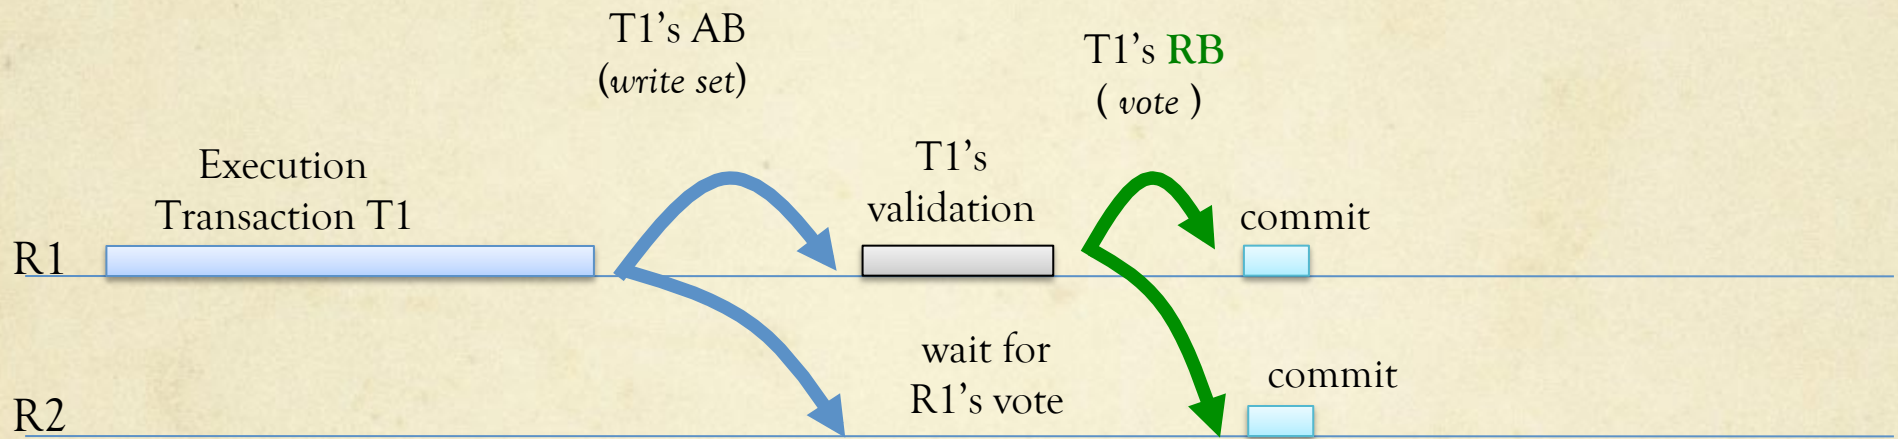 T1’s AB
(write set)
T1’s RB
( vote )
Execution
Transaction T1
T1’s
validation
commit
R1
wait for
R1’s vote
commit
R2